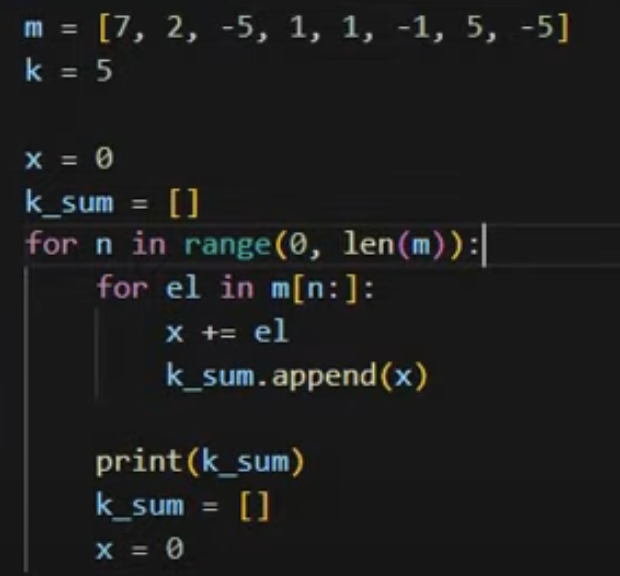 m = [7, 2, -5, 1, 1, -1, 5, -5]
k = 5

x = 0
k_sum = []
for n in range(0, len(m)):
    for el in m[n:]:
        x += el
        k_sum.append(x)

    print(k_sum)
    k_sum = []
    x = 0